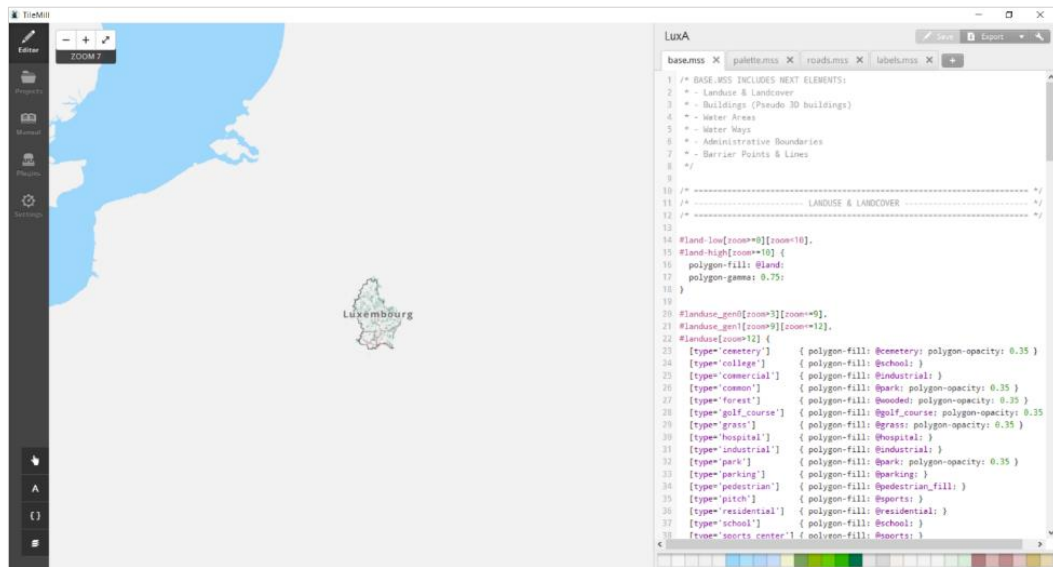 TileMill
Editor
Projects
Manual
Plugins
Settings
A
{}
- + 
ZOOM 7
Luxembourg
LuxA
Save Export
base.mss × palette.mss × roads.mss × labels.mss × +
1 /* BASE.MSS INCLUDES NEXT ELEMENTS:
2 * - Landuse & Landcover
3 * - Buildings (Pseudo 3D buildings)
4 * - Water Areas
5 * - Water Ways
6 * - Administrative Boundaries
7 * - Barrier Points & Lines
8 */
9
10 /* ================================================================== */
11 /* ---------------------- LANDUSE & LANDCOVER ------------------------- */
12 /* ================================================================== */
13
14 #land-low[zoom>=0][zoom<10],
15 #land-high[zoom>=10] {
16 polygon-fill: @land;
17 polygon-gamma: 0.75;
18 }
19
20 #landuse_gen0[zoom>3][zoom<=9],
21 #landuse_gen1[zoom>9][zoom<=12],
22 #landuse[zoom>12] {
23 [type='cemetery'] { polygon-fill: @cemetery; polygon-opacity: 0.35 }
24 [type='college'] { polygon-fill: @school; }
25 [type='commercial'] { polygon-fill: @industrial; }
26 [type='common'] { polygon-fill: @park; polygon-opacity: 0.35 }
27 [type='forest'] { polygon-fill: @wooded; polygon-opacity: 0.35 }
28 [type='golf_course'] { polygon-fill: @golf_course; polygon-opacity: 0.35
29 [type='grass'] { polygon-fill: @grass; polygon-opacity: 0.35 }
30 [type='hospital'] { polygon-fill: @hospital; }
31 [type='industrial'] { polygon-fill: @industrial; }
32 [type='park'] { polygon-fill: @park; polygon-opacity: 0.35 }
33 [type='parking'] { polygon-fill: @parking; }
34 [type='pedestrian'] { polygon-fill: @pedestrian_fill; }
35 [type='pitch'] { polygon-fill: @sports; }
36 [type='residential'] { polygon-fill: @residential; }
37 [type='school'] { polygon-fill: @school; }
38 [type='sports_center'] { polygon-fill: @sports; }